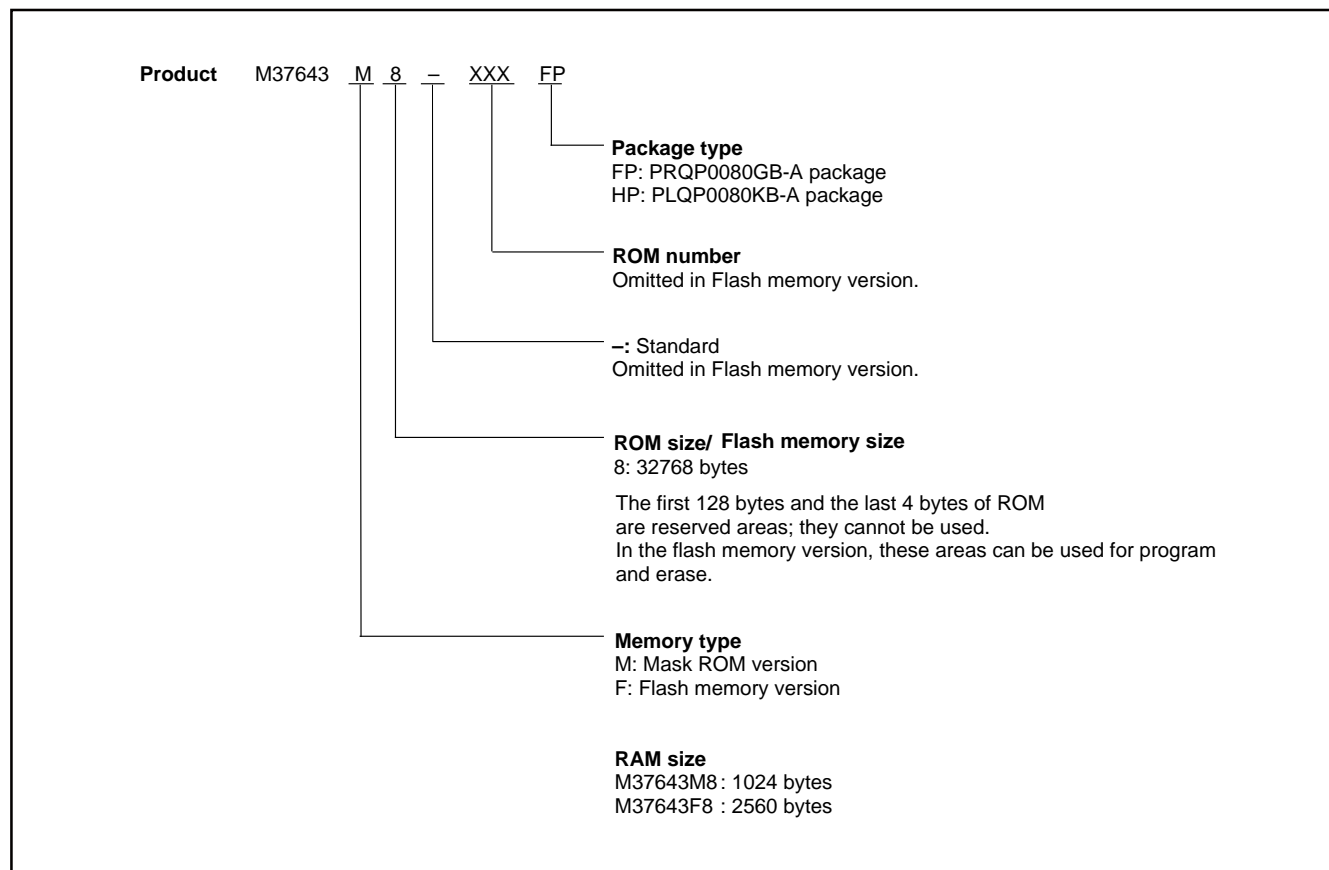 Product M37643 M 8 – XXX FP
Package type
FP: PRQP0080GB-A package
HP: PLQP0080KB-A package
ROM number
Omitted in Flash memory version.
–: Standard
Omitted in Flash memory version.
ROM size/ Flash memory size
8: 32768 bytes
The first 128 bytes and the last 4 bytes of ROM
are reserved areas; they cannot be used.
In the flash memory version, these areas can be used for program
and erase.
Memory type
M: Mask ROM version
F: Flash memory version
RAM size
M37643M8 : 1024 bytes
M37643F8 : 2560 bytes